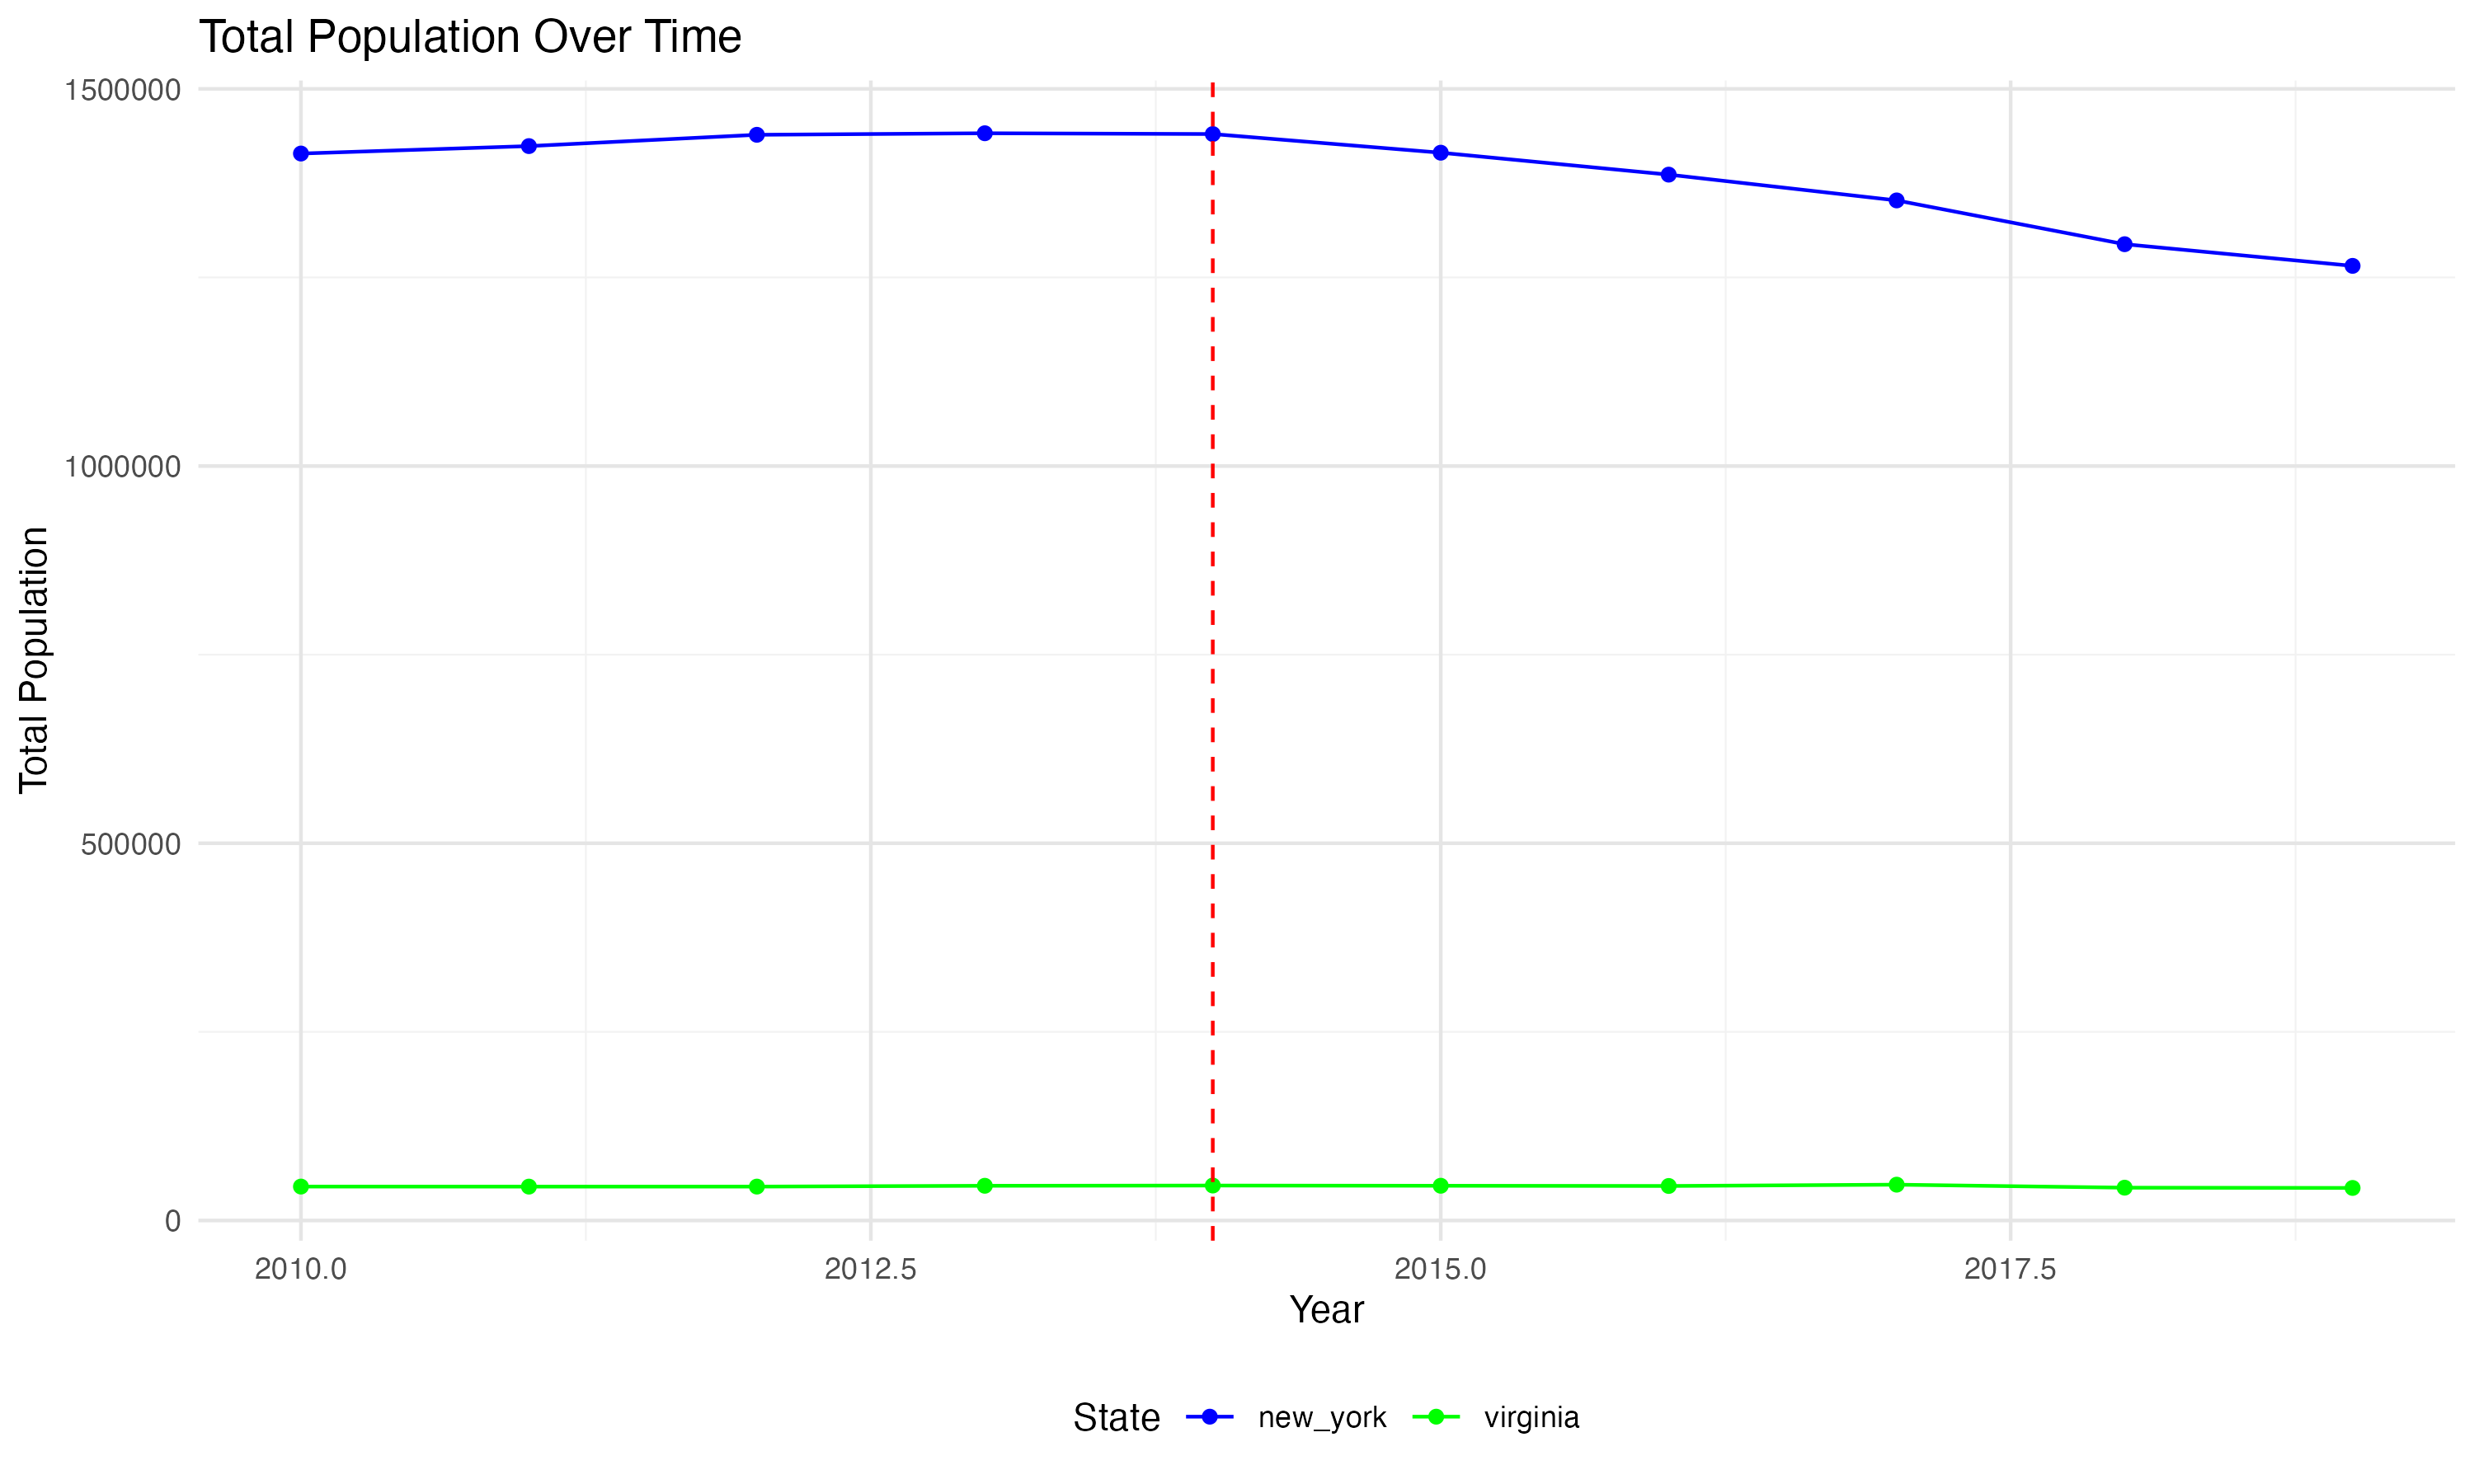 Total Population Over Time
Total Population
1500000
1000000
500000
0
2010.0 2012.5 2015.0 2017.5
Year
State new_york virginia